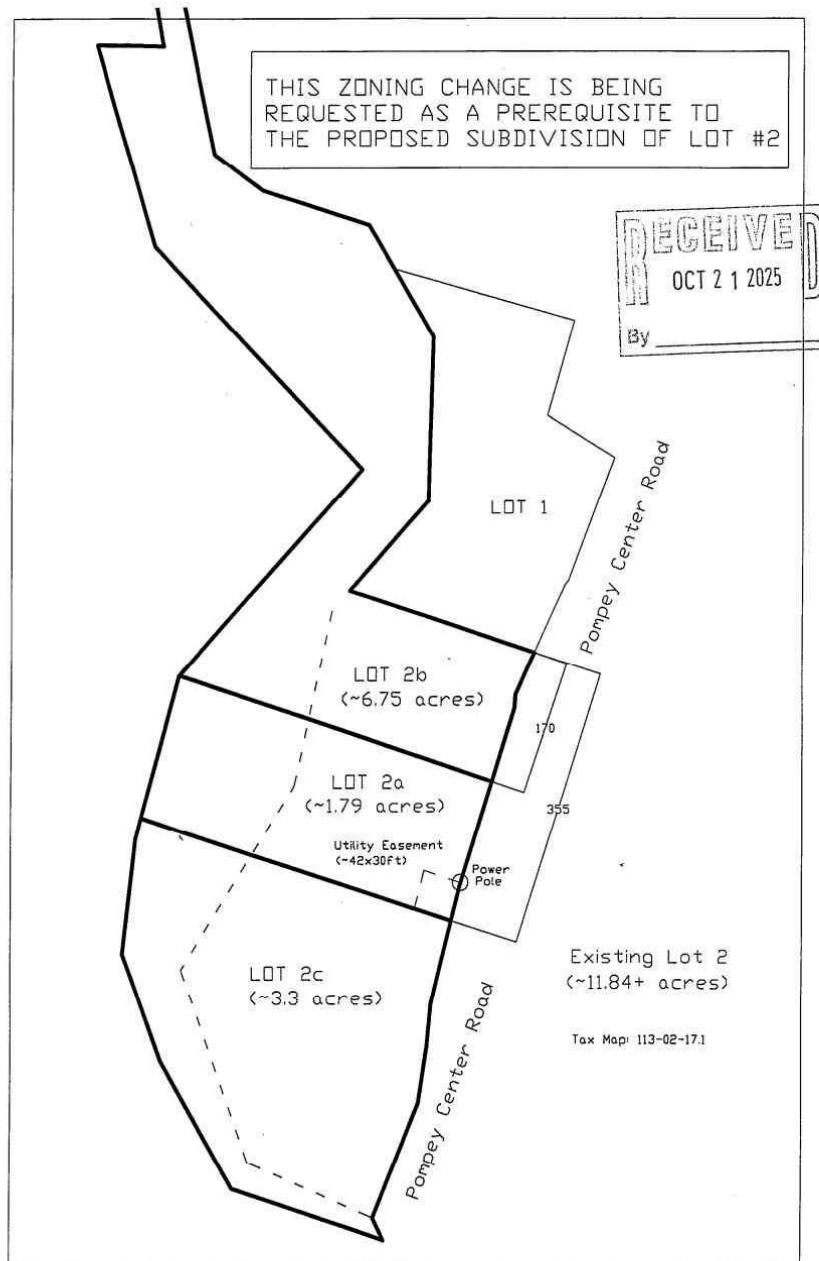 THIS ZONING CHANGE IS BEING
REQUESTED AS A PREREQUISITE TO
THE PROPOSED SUBDIVISION OF LOT #2
RECEIVED
OCT 21 2025
By
LOT 1
Pompey Center Road
LOT 2b
(~6.75 acres)
170
LOT 2a
(~1.79 acres)
355
Utility Easement
(~42x30ft)
Power
Pole
Existing Lot 2
(~11.84+ acres)
LOT 2c
(~3.3 acres)
Tax Map: 113-02-17.1
Pompey Center Road